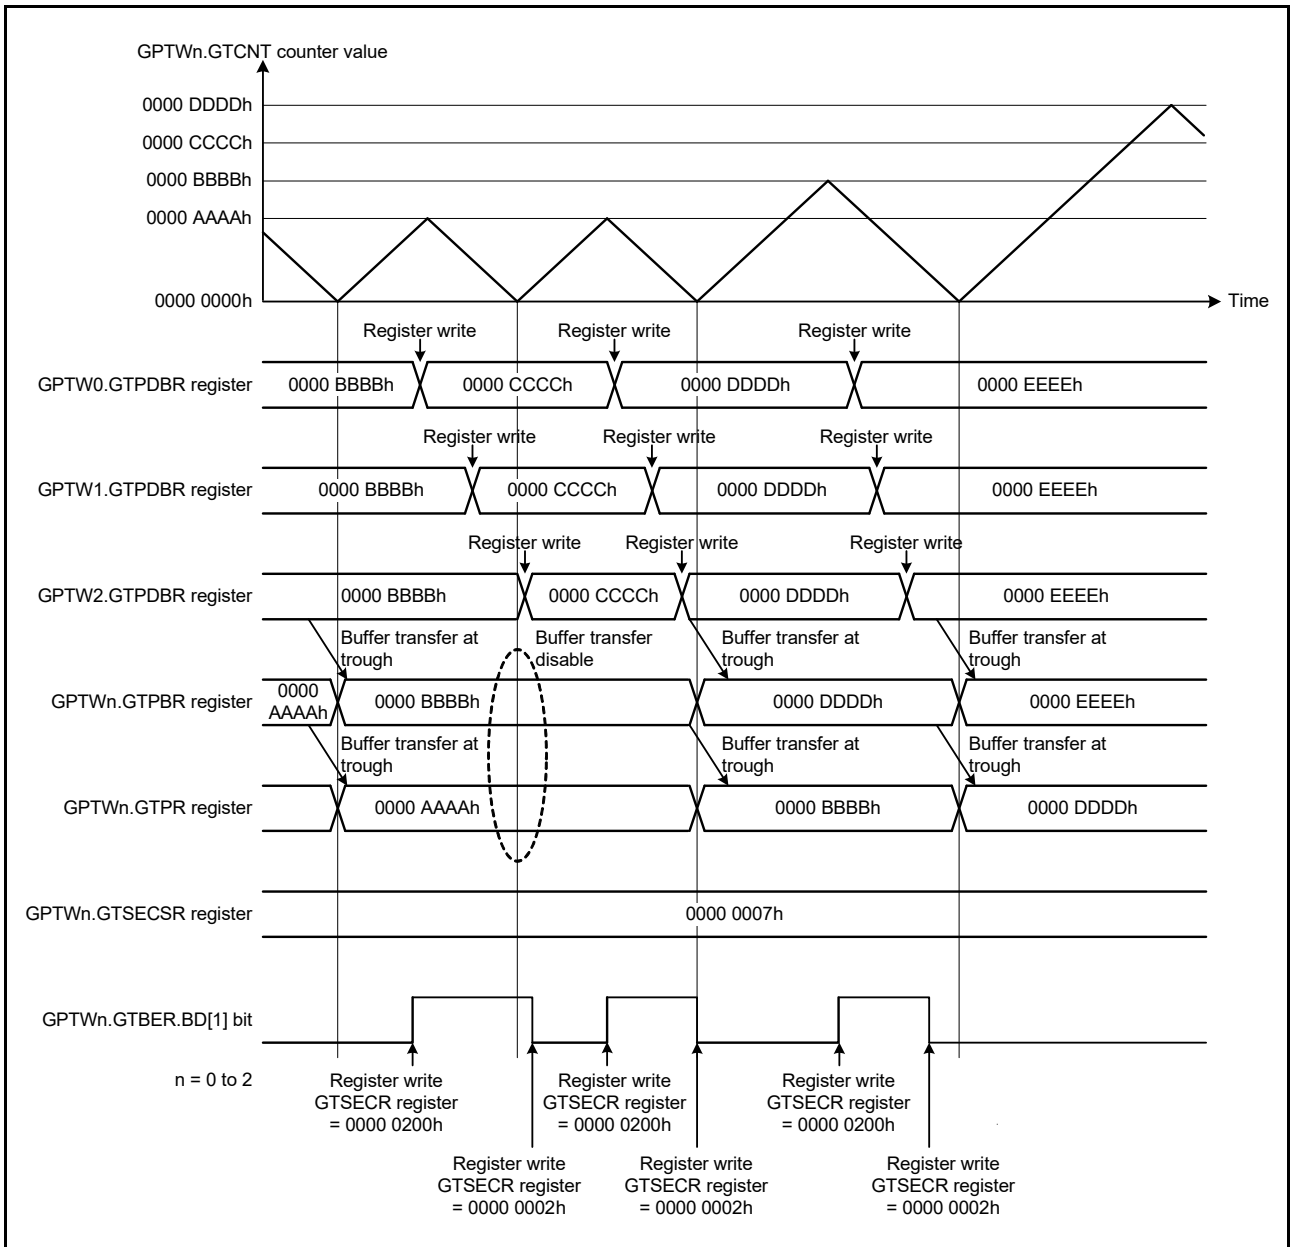 GPTWn.GTCNT counter value
0000 DDDDh
0000 CCCCh
0000 BBBBh
0000 AAAAh
0000 0000h
Time
Register write Register write Register write
GPTW0.GTPDBR register 0000 BBBBh 0000 CCCCh 0000 DDDDh 0000 EEEEh
Register write Register write Register write
GPTW1.GTPDBR register 0000 BBBBh 0000 CCCCh 0000 DDDDh 0000 EEEEh
Register write Register write Register write
GPTW2.GTPDBR register 0000 BBBBh 0000 CCCCh 0000 DDDDh 0000 EEEEh
Buffer transfer at Buffer transfer Buffer transfer at Buffer transfer at
trough disable trough trough
GPTWn.GTPBR register 0000 AAAAh 0000 BBBBh 0000 DDDDh 0000 EEEEh
Buffer transfer at Buffer transfer at Buffer transfer at
trough trough trough
GPTWn.GTPR register 0000 AAAAh 0000 BBBBh 0000 DDDDh
GPTWn.GTSECSR register 0000 0007h
GPTWn.GTBER.BD[1] bit
n = 0 to 2
Register write Register write Register write
GTSECR register GTSECR register GTSECR register
= 0000 0200h = 0000 0200h = 0000 0200h
Register write Register write Register write
GTSECR register GTSECR register GTSECR register
= 0000 0002h = 0000 0002h = 0000 0002h